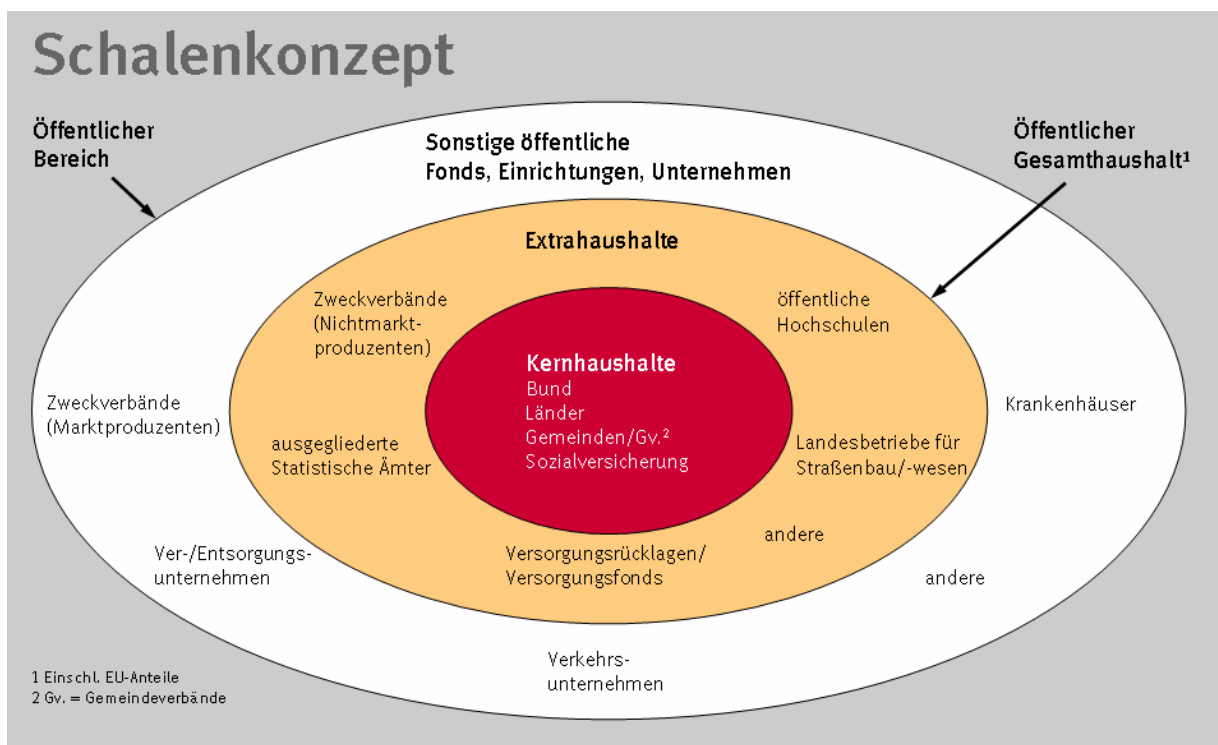 Schalenkonzept
Öffentlicher
Bereich
Sonstige öffentliche
Fonds, Einrichtungen, Unternehmen
Öffentlicher
Gesamthaushalt¹
Extrahaushalte
Zweckverbände
(Nichtmarkt-
produzenten)
öffentliche
Hochschulen
Kernhaushalte
Bund
Länder
Gemeinden/Gv.²
Sozialversicherung
Zweckverbände
(Marktproduzenten)
Krankenhäuser
ausgegliederte
Statistische Ämter
Landesbetriebe für
Straßenbau/-wesen
andere
Ver-/Entsorgungs-
unternehmen
Versorgungsrücklagen/
Versorgungsfonds
andere
Verkehrs-
unternehmen
1 Einschl. EU-Anteile
2 Gv. = Gemeindeverbände